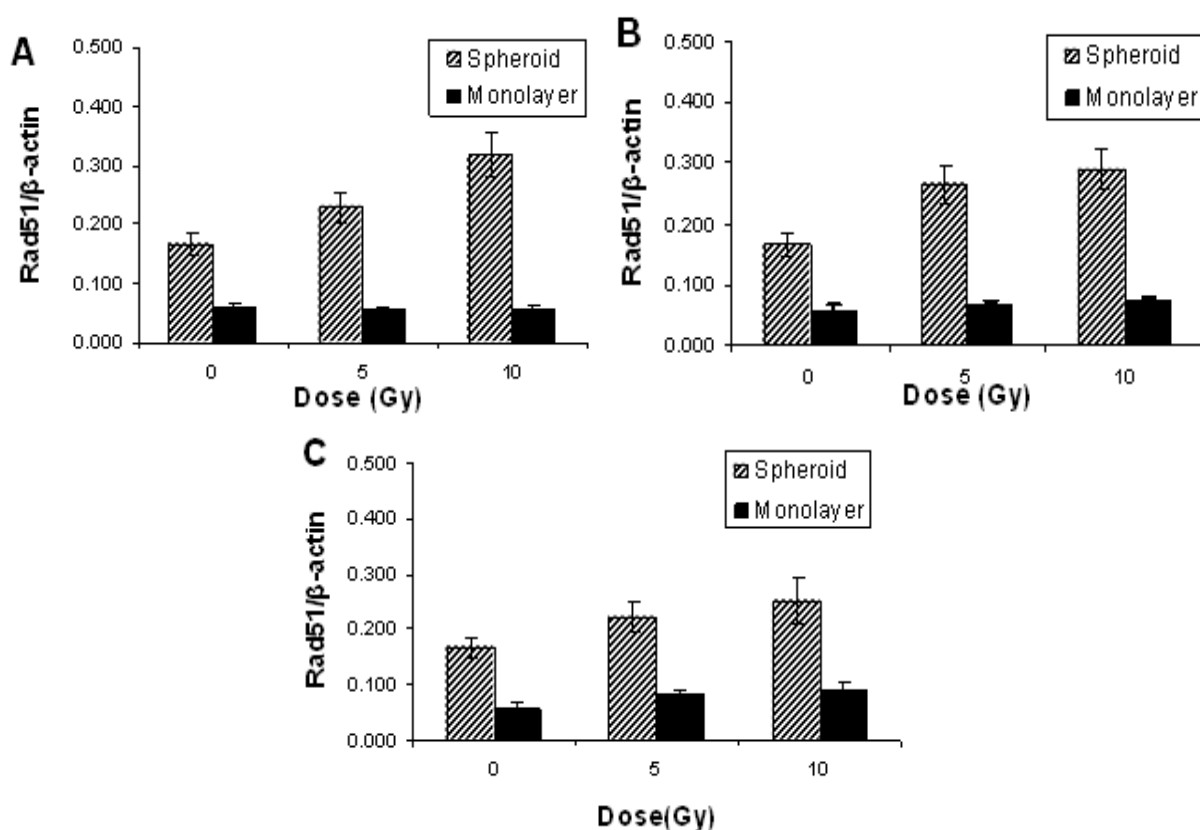 A
0.500
0.400
0.300
0.200
0.100
0.000
Rad51/β-actin
Spheroid
Monolayer
0 5 10
Dose (Gy)
B
0.500
0.400
0.300
0.200
0.100
0.000
Rad51/β-actin
Spheroid
Monolayer
0 5 10
Dose (Gy)
C
0.500
0.400
0.300
0.200
0.100
0.000
Rad51/β-actin
Spheroid
Monolayer
0 5 10
Dose(Gy)